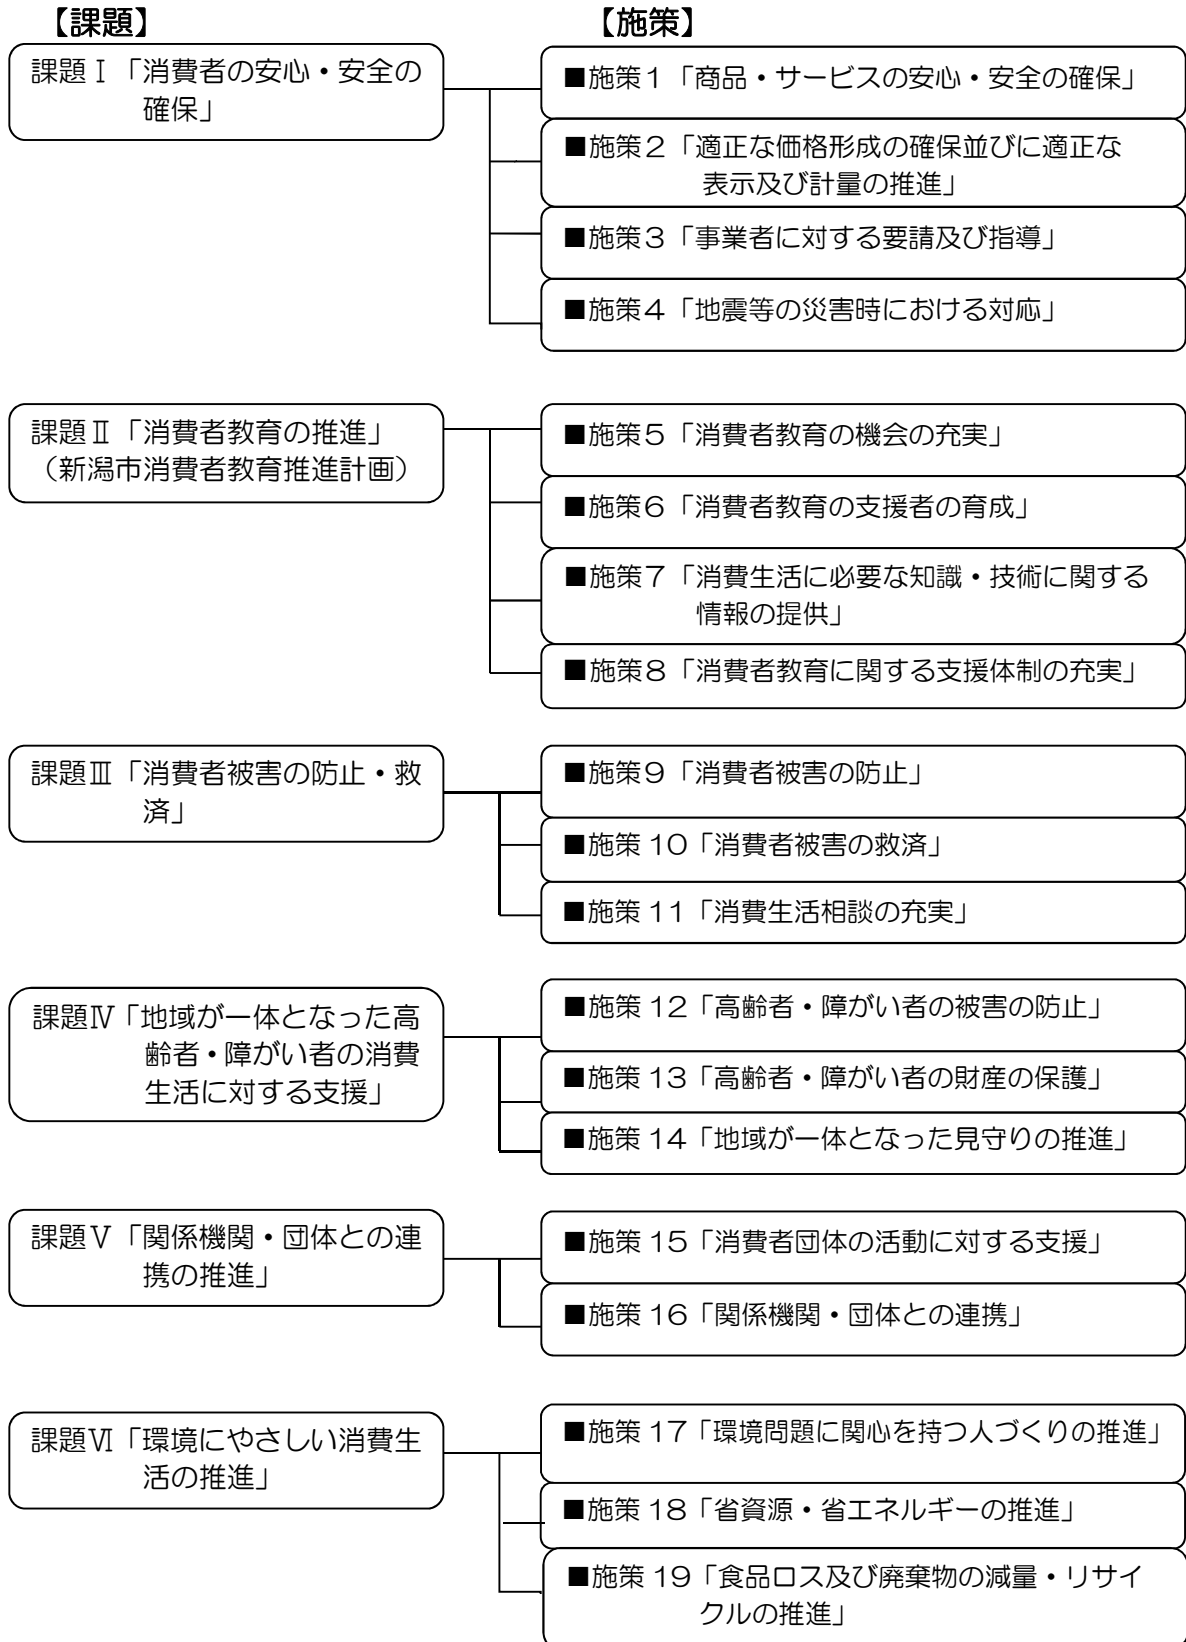 【課題】
【施策】
課題Ⅰ「消費者の安心・安全の
確保」
■施策1「商品・サービスの安心・安全の確保」
■施策2「適正な価格形成の確保並びに適正な
表示及び計量の推進」
■施策3「事業者に対する要請及び指導」
■施策4「地震等の災害時における対応」
課題Ⅱ「消費者教育の推進」
（新潟市消費者教育推進計画）
■施策5「消費者教育の機会の充実」
■施策6「消費者教育の支援者の育成」
■施策7「消費生活に必要な知識・技術に関する
情報の提供」
■施策8「消費者教育に関する支援体制の充実」
課題Ⅲ「消費者被害の防止・救
済」
■施策9「消費者被害の防止」
■施策 10「消費者被害の救済」
■施策 11「消費生活相談の充実」
課題Ⅳ「地域が一体となった高
齢者・障がい者の消費
生活に対する支援」
■施策 12「高齢者・障がい者の被害の防止」
■施策 13「高齢者・障がい者の財産の保護」
■施策 14「地域が一体となった見守りの推進」
課題Ⅴ「関係機関・団体との連
携の推進」
■施策 15「消費者団体の活動に対する支援」
■施策 16「関係機関・団体との連携」
課題Ⅵ「環境にやさしい消費生
活の推進」
■施策 17「環境問題に関心を持つ人づくりの推進」
■施策 18「省資源・省エネルギーの推進」
■施策 19「食品ロス及び廃棄物の減量・リサイ
クルの推進」